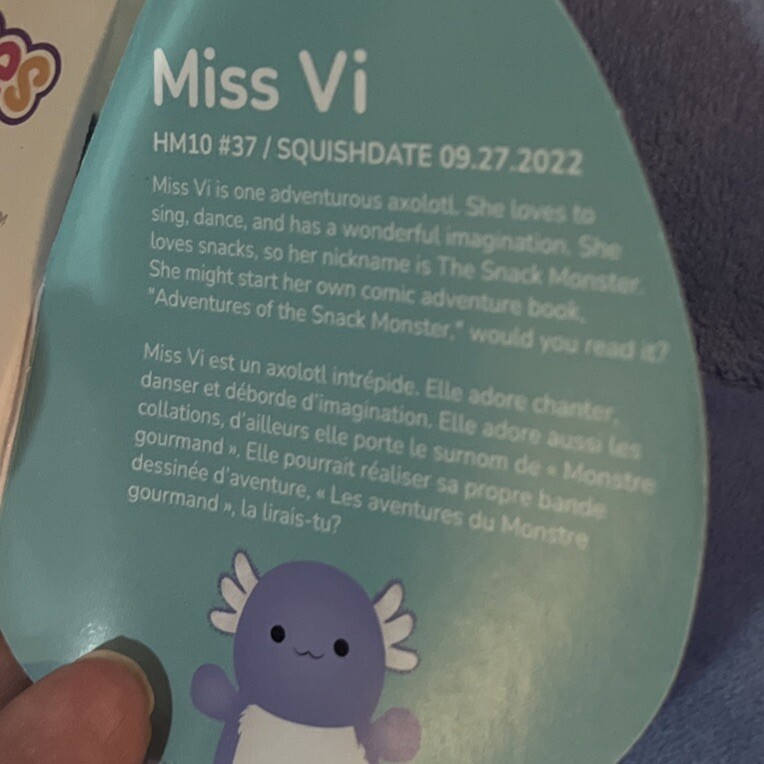 Miss Vi
HM10 #37 / SQUISHDATE 09.27.2022
Miss Vi is one adventurous axolotl. She loves to
sing, dance, and has a wonderful imagination. She
loves snacks, so her nickname is The Snack Monster.
She might start her own comic adventure book,
"Adventures of the Snack Monster," would you read it?
Miss Vi est un axolotl intrépide. Elle adore chanter,
danser et déborde d'imagination. Elle adore aussi les
collations, d'ailleurs elle porte le surnom de « Monstre
gourmand ». Elle pourrait réaliser sa propre bande
dessinée d'aventure, « Les aventures du Monstre
gourmand », la lirais-tu?